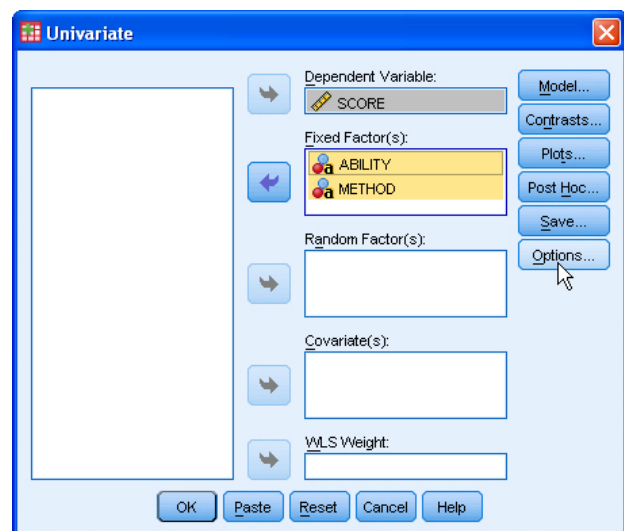 Univariate
Dependent Variable:
SCORE
Fixed Factor(s):
a ABILITY
a METHOD
Random Factor(s):
Covariate(s):
WLS Weight:
Model...
Contrasts...
Plots...
Post Hoc...
Save...
Options...
OK Paste Reset Cancel Help